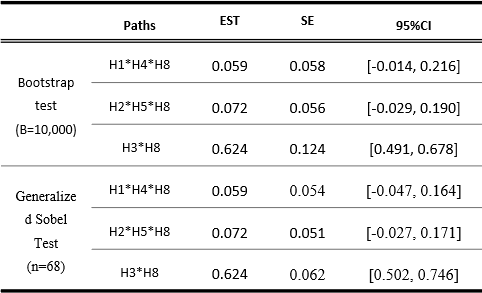 Paths EST SE 95%CI
H1*H4*H8 0.059 0.058 [-0.014, 0.216]
Bootstrap
test
(B=10,000)
H2*H5*H8 0.072 0.056 [-0.029, 0.190]
H3*H8 0.624 0.124 [0.491, 0.678]
H1*H4*H8 0.059 0.054 [-0.047, 0.164]
Generalize
d Sobel
Test
(n=68)
H2*H5*H8 0.072 0.051 [-0.027, 0.171]
H3*H8 0.624 0.062 [0.502, 0.746]